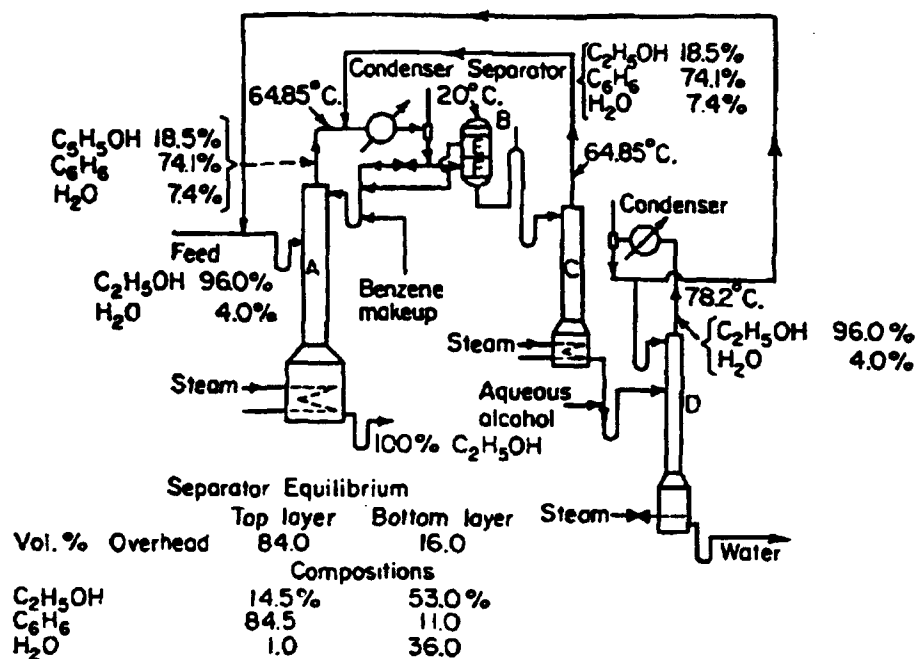 Condenser Separator
64.85°C.
20°C.
B
C2H5OH 18.5%
C6H6 74.1%
H2O 7.4%
64.85°C.
C5H5OH 18.5%
C6H6 74.1%
H2O 7.4%
Condenser
Feed
A
C
C2H5OH 96.0%
H2O 4.0%
Benzene
makeup
78.2°C.
C2H5OH 96.0%
H2O 4.0%
Steam
Steam
Aqueous
alcohol
D
100% C2H5OH
Separator Equilibrium
Top layer Bottom layer
Vol.% Overhead 84.0 16.0
Steam
Water
Compositions
C2H5OH 14.5% 53.0%
C6H6 84.5 11.0
H2O 1.0 36.0